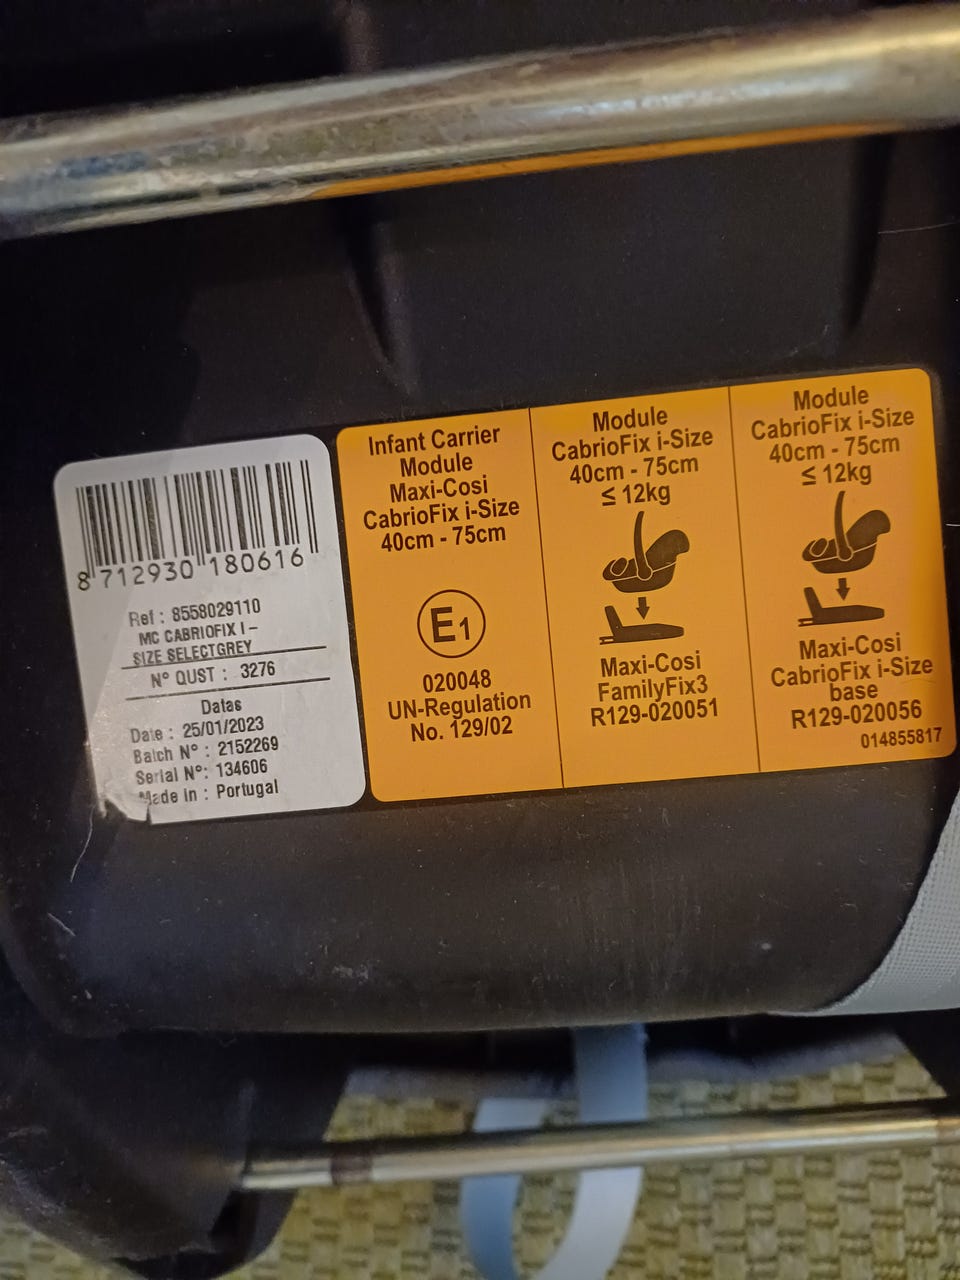 8 712930 180616
Ref : 8558029110
MC CABRIOFIX I -
SIZE SELECTGREY
N° QUST : 3276
Datas
Date : 25/01/2023
Batch N° : 2152269
Serial N°: 134606
Made in : Portugal
Infant Carrier
Module
Maxi-Cosi
CabrioFix i-Size
40cm - 75cm
E1
020048
UN-Regulation
No. 129/02
Module
CabrioFix i-Size
40cm - 75cm
≤ 12kg
Maxi-Cosi
FamilyFix3
R129-020051
Module
CabrioFix i-Size
40cm - 75cm
≤ 12kg
Maxi-Cosi
CabrioFix i-Size
base
R129-020056
014855817